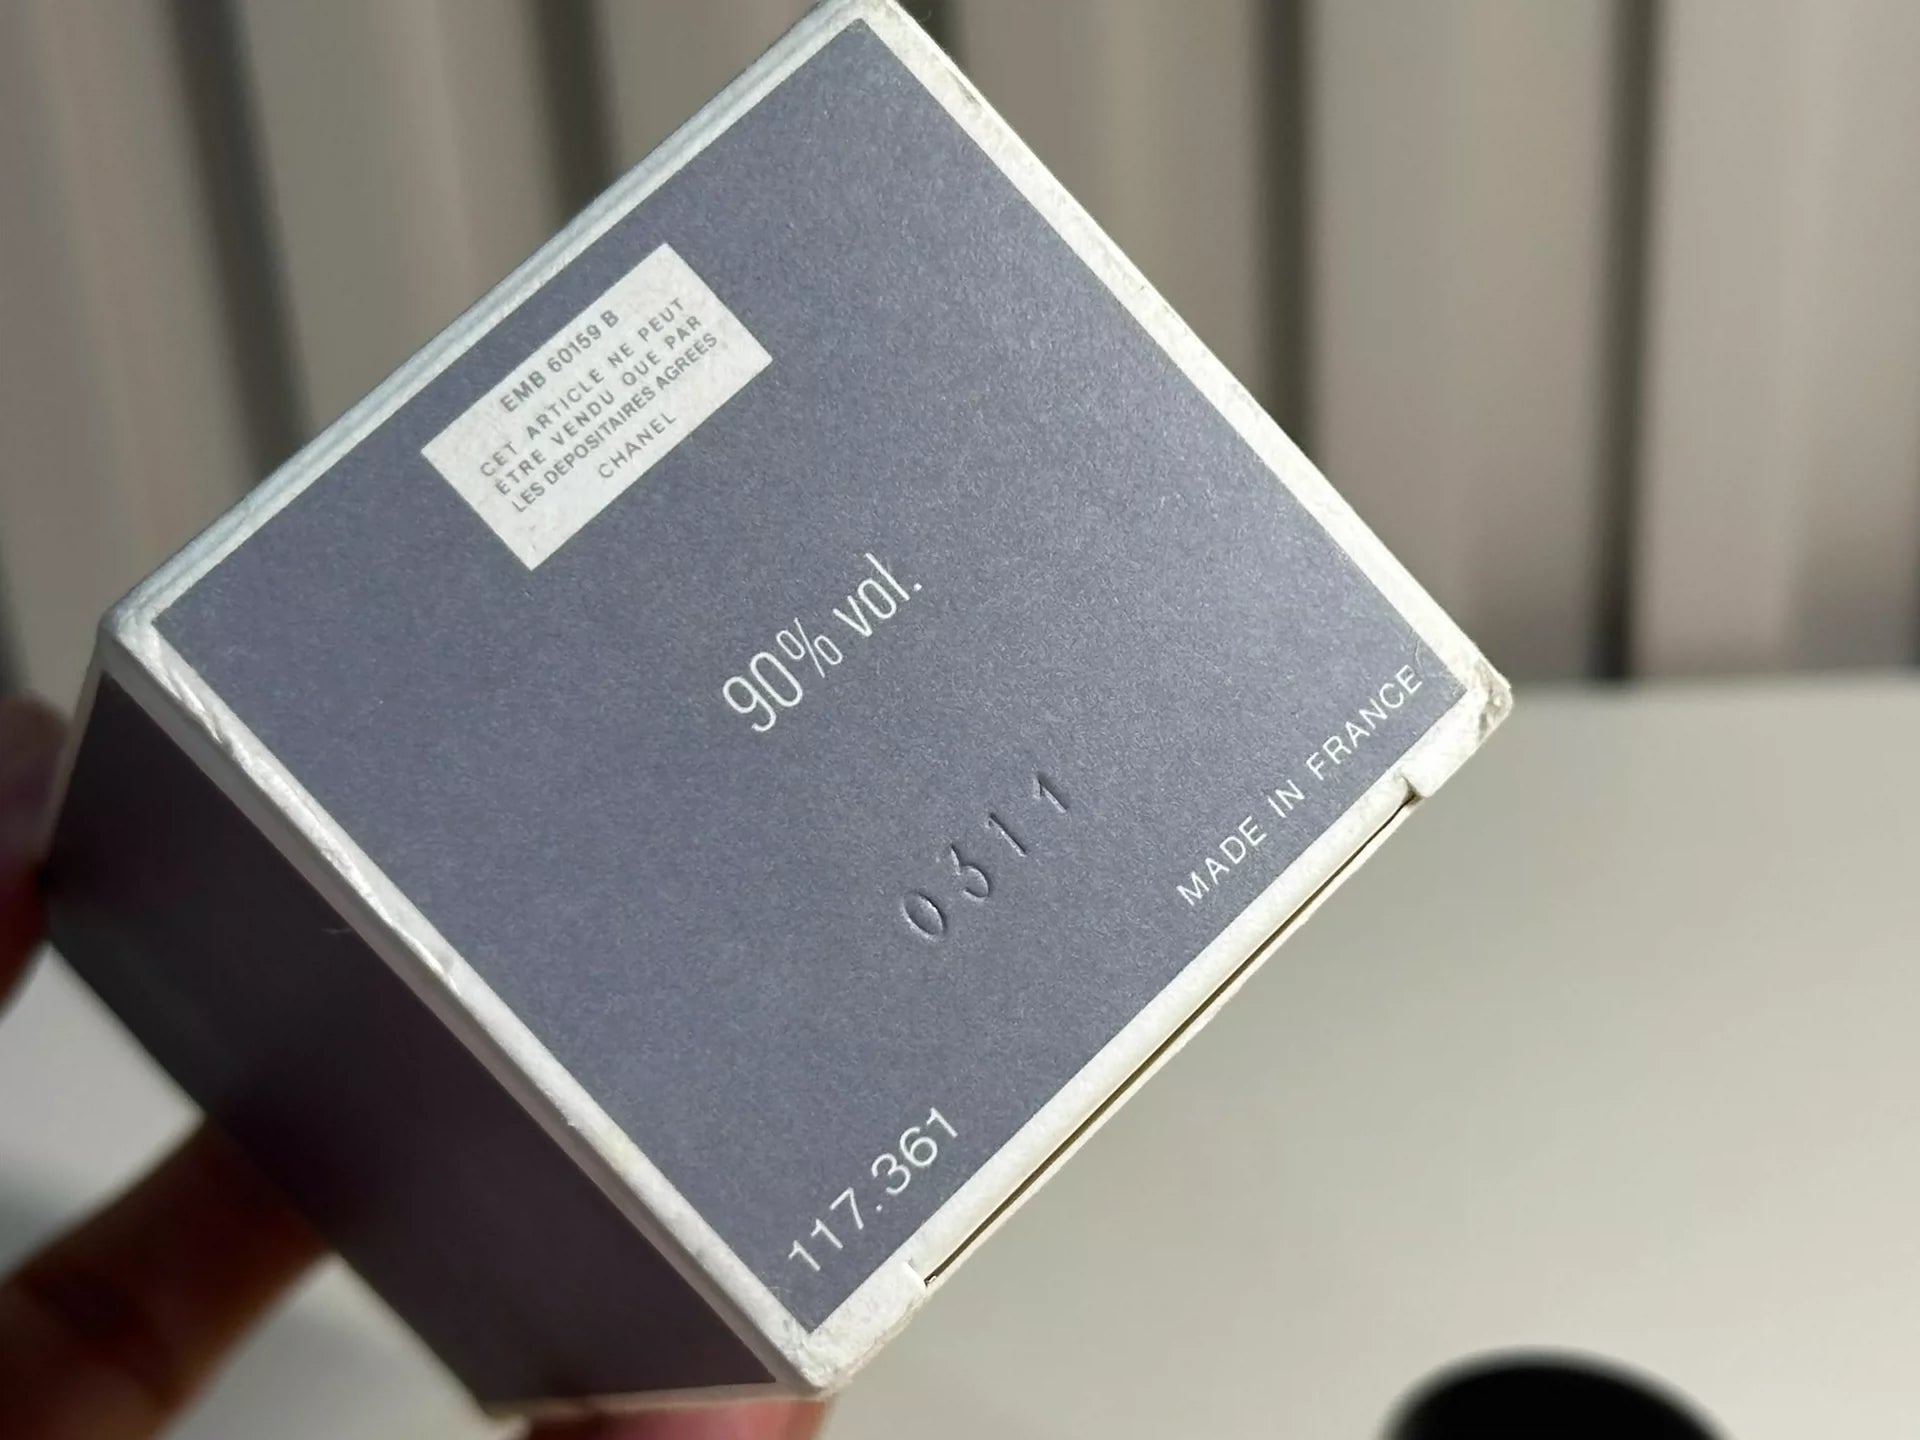 EMB 60159 B
CET ARTICLE NE PEUT
ÊTRE VENDU QUE PAR
LES DEPOSITAIRES AGREES
CHANEL
90% vol.
0311
MADE IN FRANCE
117.361